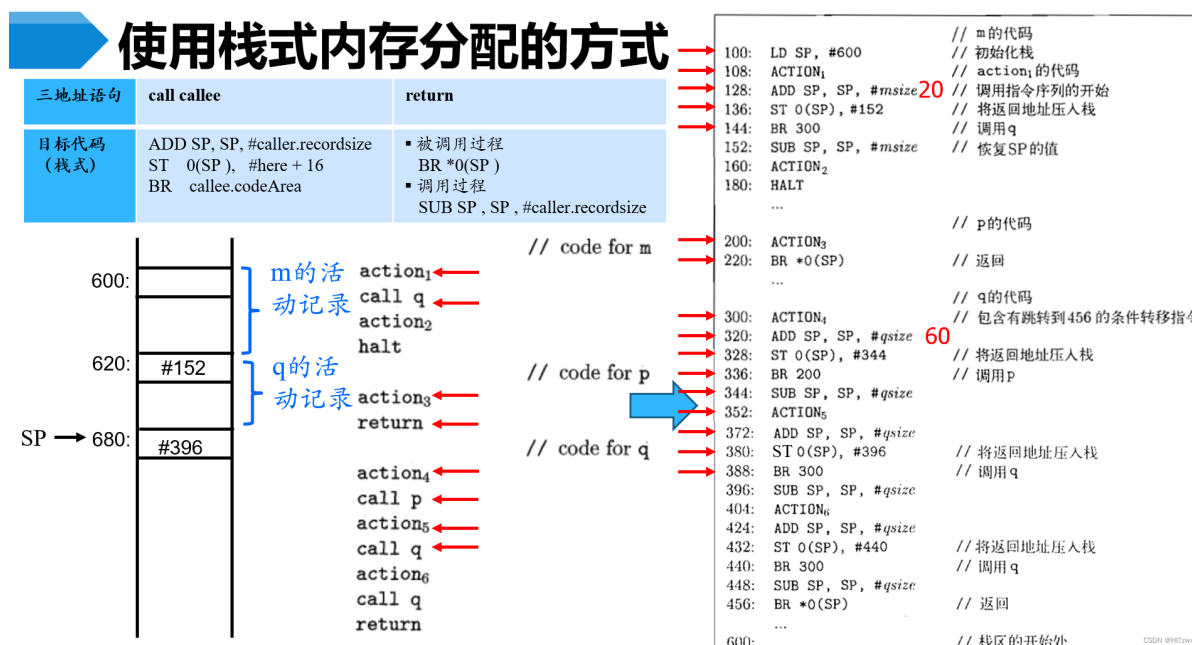 使用栈式内存分配的方式
三地址语句 call callee return
目标代码
（栈式）
ADD SP, SP, #caller.recordsize
ST 0(SP ), #here + 16
BR callee.codeArea
▪ 被调用过程
BR *0(SP )
▪ 调用过程
SUB SP , SP , #caller.recordsize
600:
620: #152
SP 680: #396
m的活
动记录
q的活
动记录
// code for m
action1
call q
action2
halt
// code for p
action3
return
// code for q
action4
call p
action5
call q
action6
call q
return
// m的代码
100: LD SP, #600 // 初始化栈
108: ACTION1 // action1的代码
128: ADD SP, SP, #msize 20 // 调用指令序列的开始
136: ST 0(SP), #152 // 将返回地址压入栈
144: BR 300 // 调用q
152: SUB SP, SP, #msize // 恢复SP的值
160: ACTION2
180: HALT
...
// p的代码
200: ACTION3
220: BR *0(SP) // 返回
...
// q的代码
300: ACTION4 // 包含有跳转到456的条件转移指令
320: ADD SP, SP, #qsize 60
328: ST 0(SP), #344 // 将返回地址压入栈
336: BR 200 // 调用p
344: SUB SP, SP, #qsize
352: ACTION5
372: ADD SP, SP, #qsize
380: ST 0(SP), #396 // 将返回地址压入栈
388: BR 300 // 调用q
396: SUB SP, SP, #qsize
404: ACTION6
424: ADD SP, SP, #qsize
432: ST 0(SP), #440 // 将返回地址压入栈
440: BR 300 // 调用q
448: SUB SP, SP, #qsize
456: BR *0(SP) // 返回
...
600: // 栈区的开始处